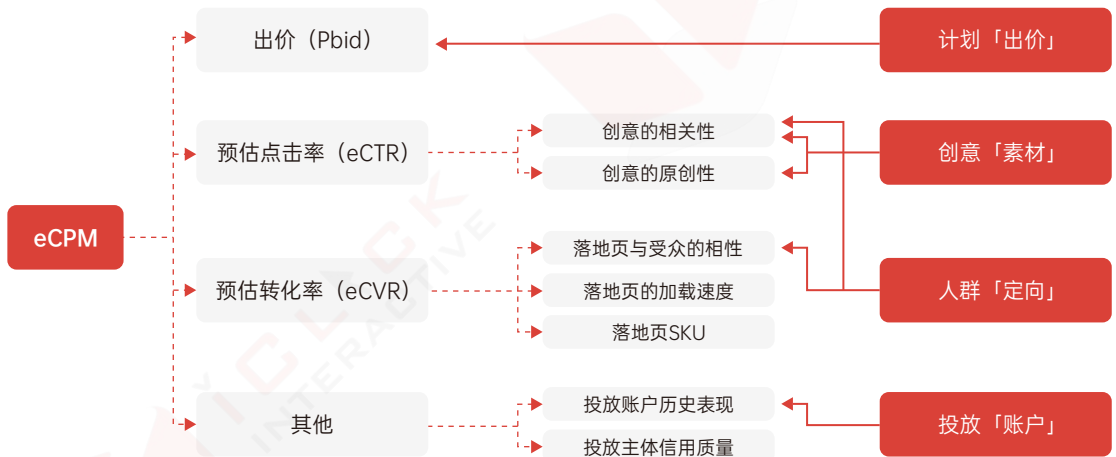 出价（Pbid）
计划「出价」
预估点击率（eCTR）
创意的相关性
创意的原创性
创意「素材」
eCPM
预估转化率（eCVR）
落地页与受众的相性
落地页的加载速度
落地页SKU
人群「定向」
其他
投放账户历史表现
投放主体信用质量
投放「账户」
ICLICK
INTERACTIVE